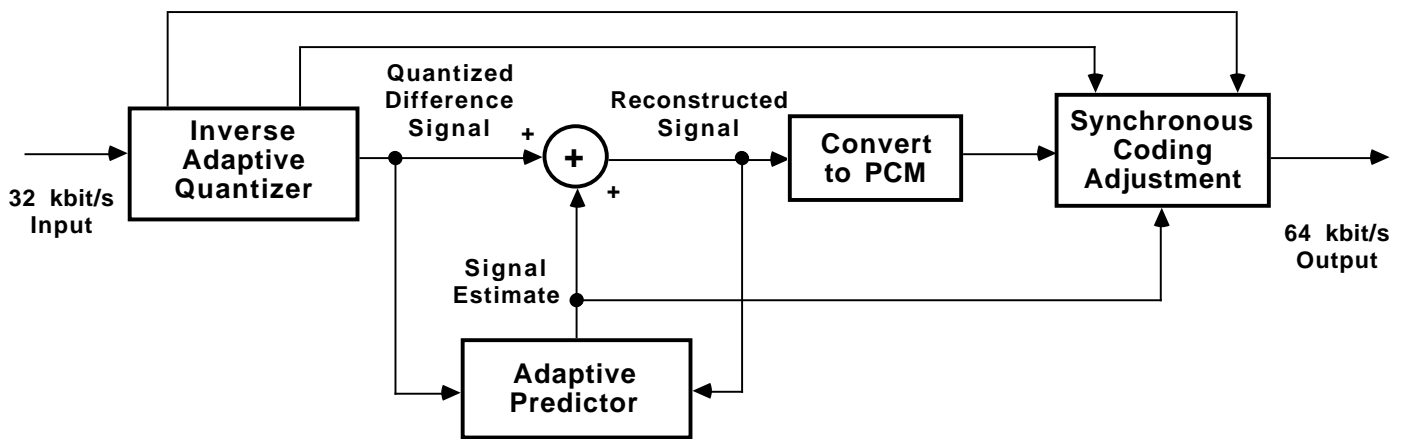 Quantized
Difference
Signal
Reconstructed
Signal
Inverse
Adaptive
Quantizer
+
+
+
Convert
to PCM
Synchronous
Coding
Adjustment
32 kbit/s
Input
64 kbit/s
Output
Signal
Estimate
Adaptive
Predictor